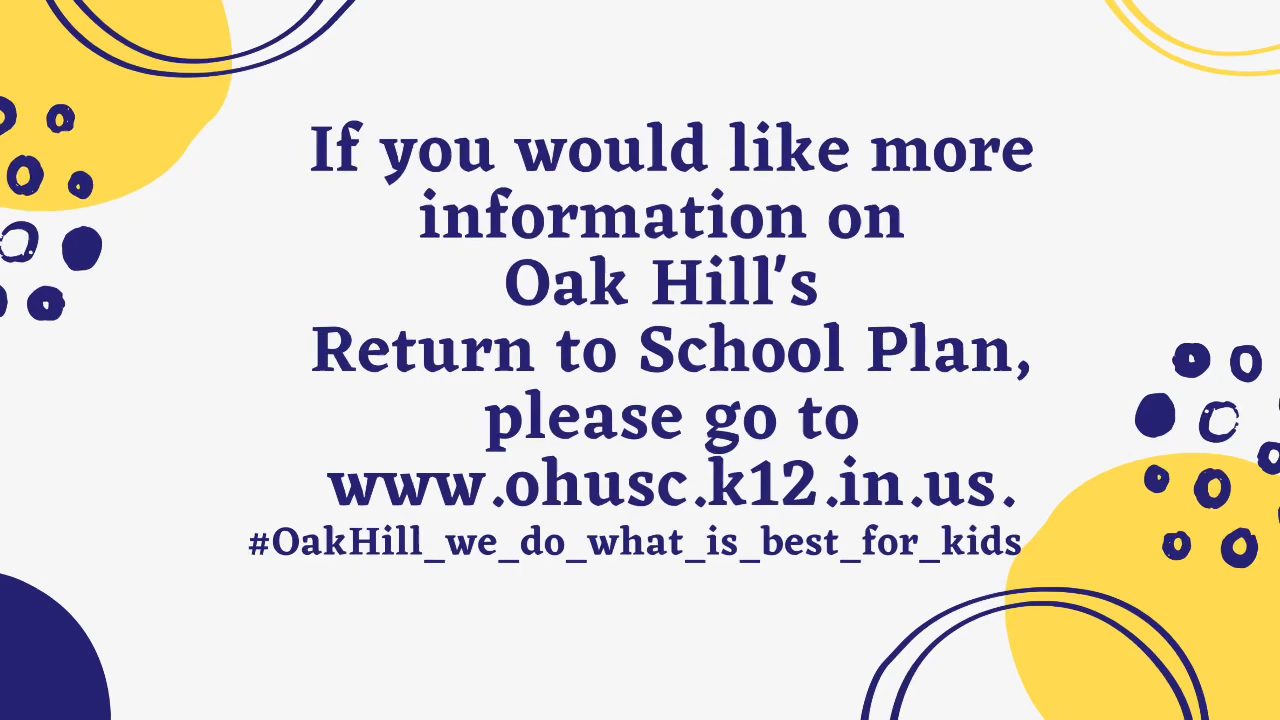 If you would like more
information on
Oak Hill's
Return to School Plan,
please go to
www.ohusc.k12.in.us.
#OakHill_we_do_what_is_best_for_kids